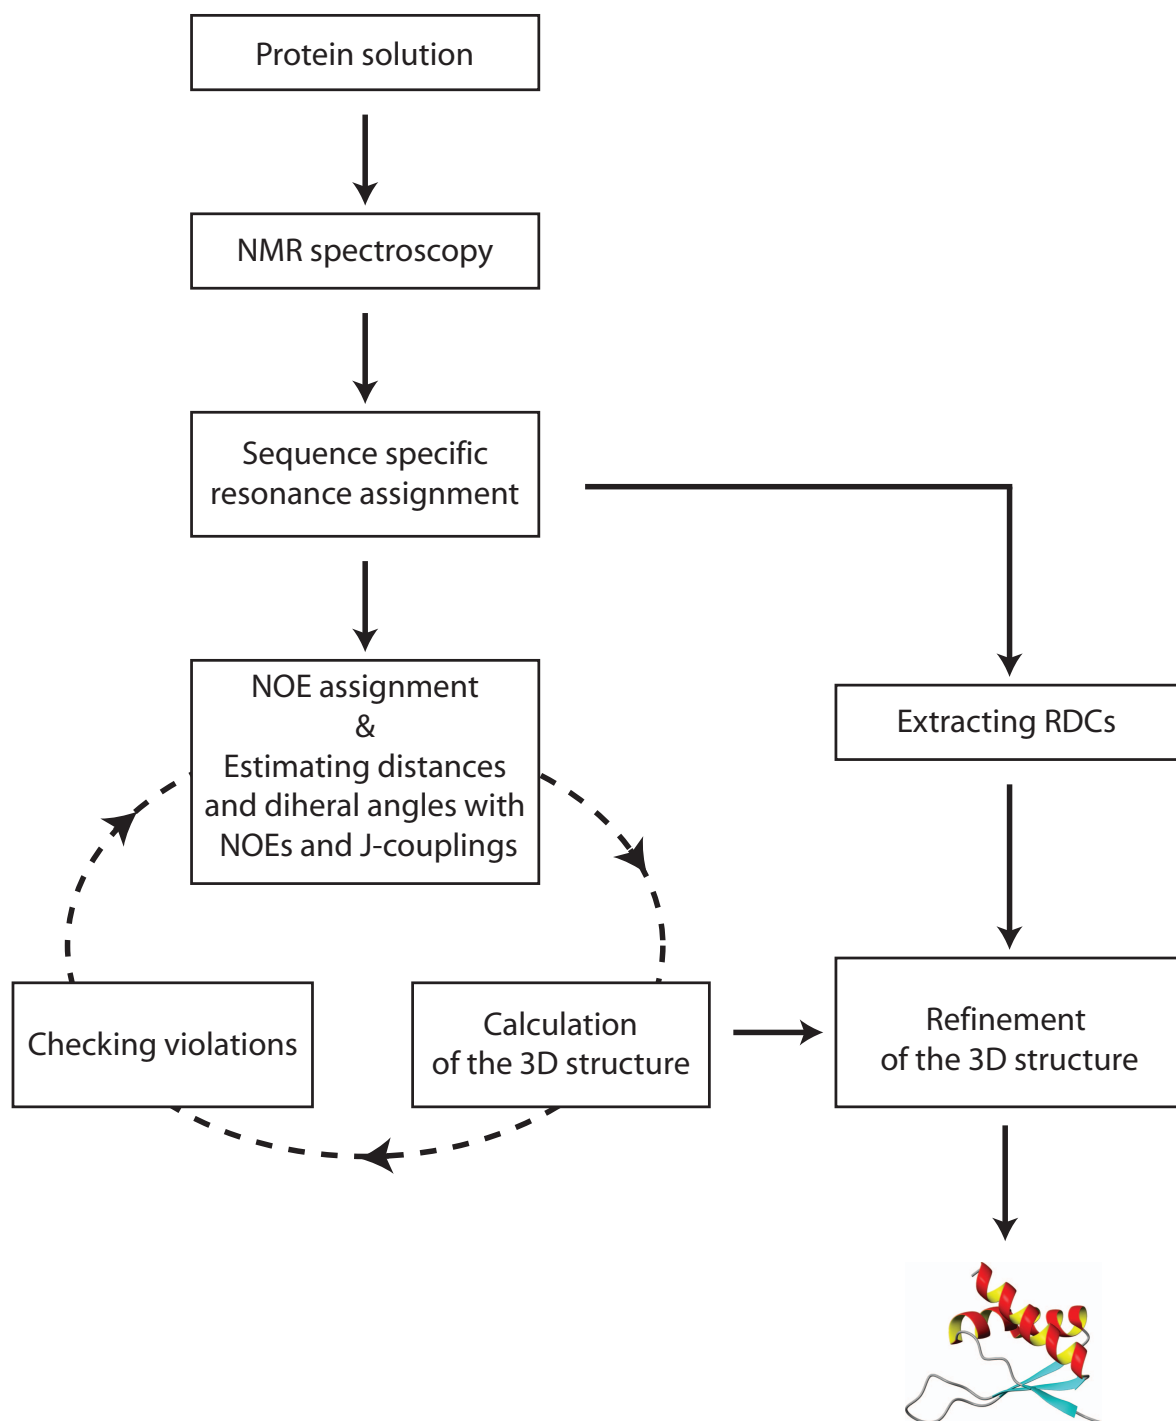 Protein solution
NMR spectroscopy
Sequence specific
resonance assignment
NOE assignment
&
Estimating distances
and diheral angles with
NOEs and J-couplings
Extracting RDCs
Checking violations
Calculation
of the 3D structure
Refinement
of the 3D structure